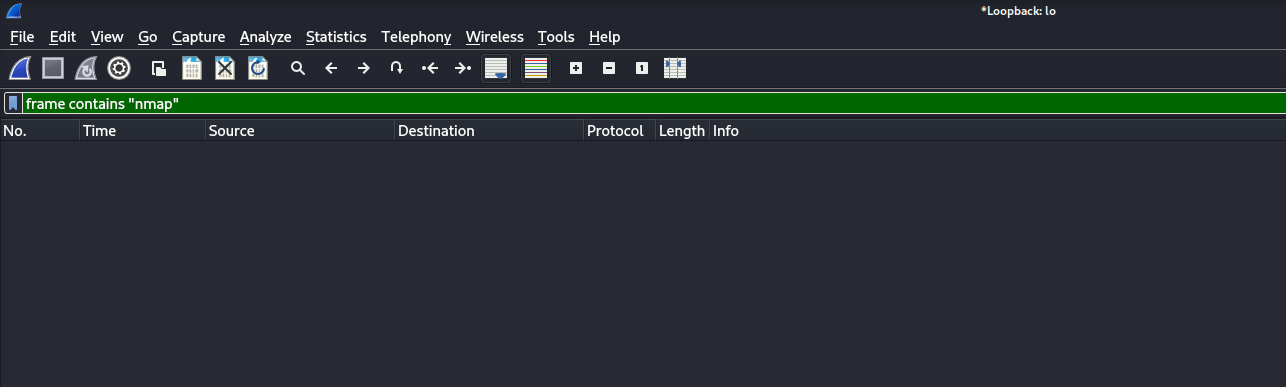 *Loopback: lo
File Edit View Go Capture Analyze Statistics Telephony Wireless Tools Help
frame contains "nmap"
No. Time Source Destination Protocol Length Info